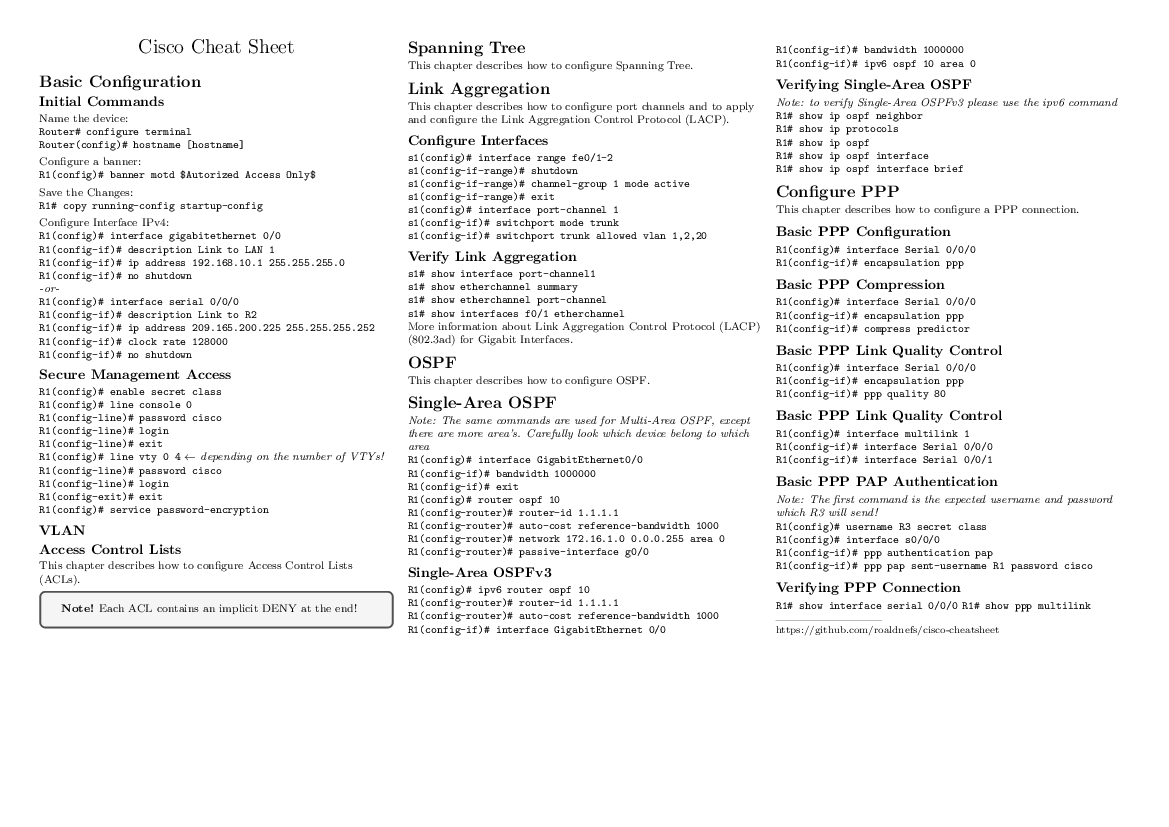 Cisco Cheat Sheet
Basic Configuration
Initial Commands
Name the device:
Router# configure terminal
Router(config)# hostname [hostname]
Configure a banner:
R1(config)# banner motd $Autorized Access Only$
Save the Changes:
R1# copy running-config startup-config
Configure Interface IPv4:
R1(config)# interface gigabitethernet 0/0
R1(config-if)# description Link to LAN 1
R1(config-if)# ip address 192.168.10.1 255.255.255.0
R1(config-if)# no shutdown
-or-
R1(config)# interface serial 0/0/0
R1(config-if)# description Link to R2
R1(config-if)# ip address 209.165.200.225 255.255.255.252
R1(config-if)# clock rate 128000
R1(config-if)# no shutdown
Secure Management Access
R1(config)# enable secret class
R1(config)# line console 0
R1(config-line)# password cisco
R1(config-line)# login
R1(config-line)# exit
R1(config)# line vty 0 4 ← depending on the number of VTYs!
R1(config-line)# password cisco
R1(config-line)# login
R1(config-exit)# exit
R1(config)# service password-encryption
VLAN
Access Control Lists
This chapter describes how to configure Access Control Lists
(ACLs).
Note! Each ACL contains an implicit DENY at the end!
Spanning Tree
This chapter describes how to configure Spanning Tree.
Link Aggregation
This chapter describes how to configure port channels and to apply
and configure the Link Aggregation Control Protocol (LACP).
Configure Interfaces
s1(config)# interface range fe0/1-2
s1(config-if-range)# shutdown
s1(config-if-range)# channel-group 1 mode active
s1(config-if-range)# exit
s1(config)# interface port-channel 1
s1(config-if)# switchport mode trunk
s1(config-if)# switchport trunk allowed vlan 1,2,20
Verify Link Aggregation
s1# show interface port-channel1
s1# show etherchannel summary
s1# show etherchannel port-channel
s1# show interfaces f0/1 etherchannel
More information about Link Aggregation Control Protocol (LACP)
(802.3ad) for Gigabit Interfaces.
OSPF
This chapter describes how to configure OSPF.
Single-Area OSPF
Note: The same commands are used for Multi-Area OSPF, except
there are more area's. Carefully look which device belong to which
area
R1(config)# interface GigabitEthernet0/0
R1(config-if)# bandwidth 1000000
R1(config-if)# exit
R1(config)# router ospf 10
R1(config-router)# router-id 1.1.1.1
R1(config-router)# auto-cost reference-bandwidth 1000
R1(config-router)# network 172.16.1.0 0.0.0.255 area 0
R1(config-router)# passive-interface g0/0
Single-Area OSPFv3
R1(config)# ipv6 router ospf 10
R1(config-router)# router-id 1.1.1.1
R1(config-router)# auto-cost reference-bandwidth 1000
R1(config-if)# interface GigabitEthernet 0/0
R1(config-if)# bandwidth 1000000
R1(config-if)# ipv6 ospf 10 area 0
Verifying Single-Area OSPF
Note: to verify Single-Area OSPFv3 please use the ipv6 command
R1# show ip ospf neighbor
R1# show ip protocols
R1# show ip ospf
R1# show ip ospf interface
R1# show ip ospf interface brief
Configure PPP
This chapter describes how to configure a PPP connection.
Basic PPP Configuration
R1(config)# interface Serial 0/0/0
R1(config-if)# encapsulation ppp
Basic PPP Compression
R1(config)# interface Serial 0/0/0
R1(config-if)# encapsulation ppp
R1(config-if)# compress predictor
Basic PPP Link Quality Control
R1(config)# interface Serial 0/0/0
R1(config-if)# encapsulation ppp
R1(config-if)# ppp quality 80
Basic PPP Link Quality Control
R1(config)# interface multilink 1
R1(config-if)# interface Serial 0/0/0
R1(config-if)# interface Serial 0/0/1
Basic PPP PAP Authentication
Note: The first command is the expected username and password
which R3 will send!
R1(config)# username R3 secret class
R1(config)# interface s0/0/0
R1(config-if)# ppp authentication pap
R1(config-if)# ppp pap sent-username R1 password cisco
Verifying PPP Connection
R1# show interface serial 0/0/0 R1# show ppp multilink
https://github.com/roaldnefs/cisco-cheatsheet